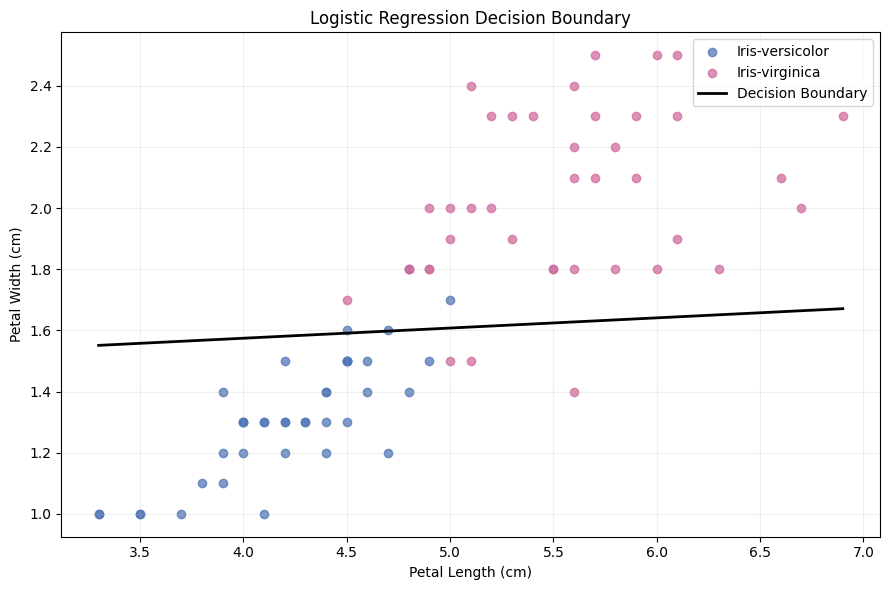 Logistic Regression Decision Boundary
Iris-versicolor
Iris-virginica
Decision Boundary
Petal Width (cm)
2.4
2.2
2.0
1.8
1.6
1.4
1.2
1.0
3.5 4.0 4.5 5.0 5.5 6.0 6.5 7.0
Petal Length (cm)